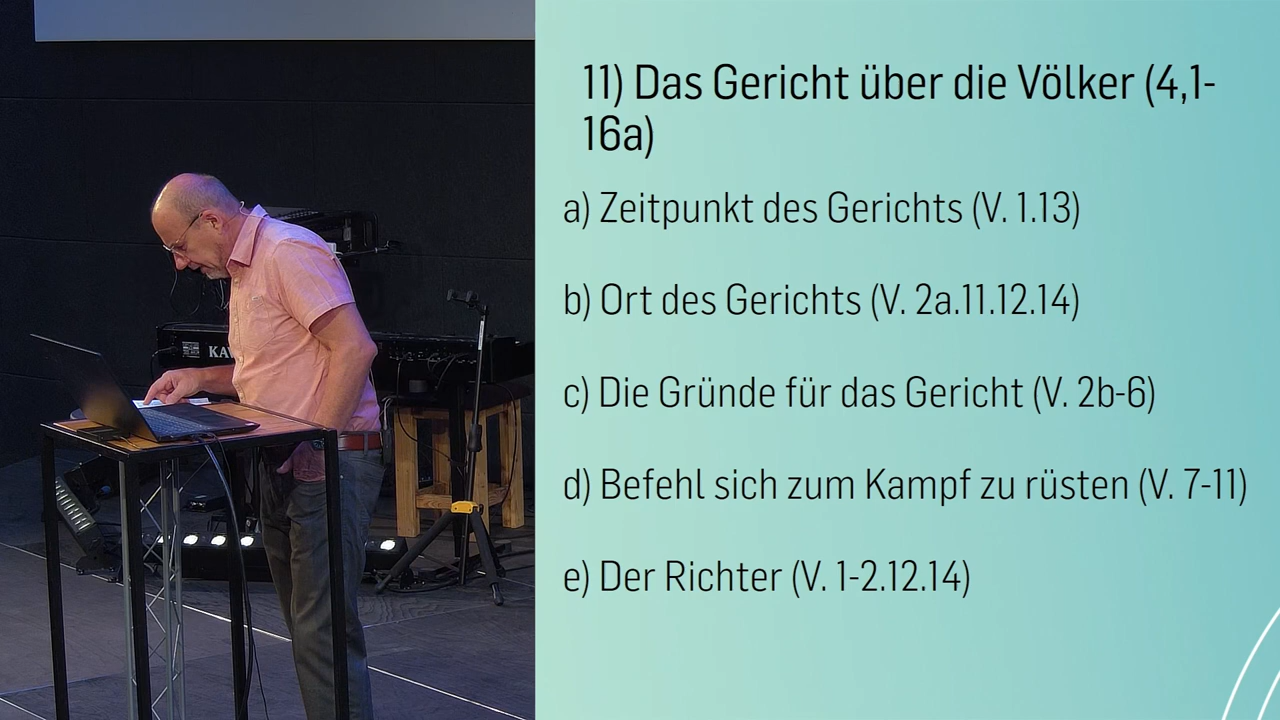 11) Das Gericht über die Völker (4,1-
16a)
a) Zeitpunkt des Gerichts (V. 1.13)
b) Ort des Gerichts (V. 2a.11.12.14)
c) Die Gründe für das Gericht (V. 2b-6)
d) Befehl sich zum Kampf zu rüsten (V. 7-11)
e) Der Richter (V. 1-2.12.14)